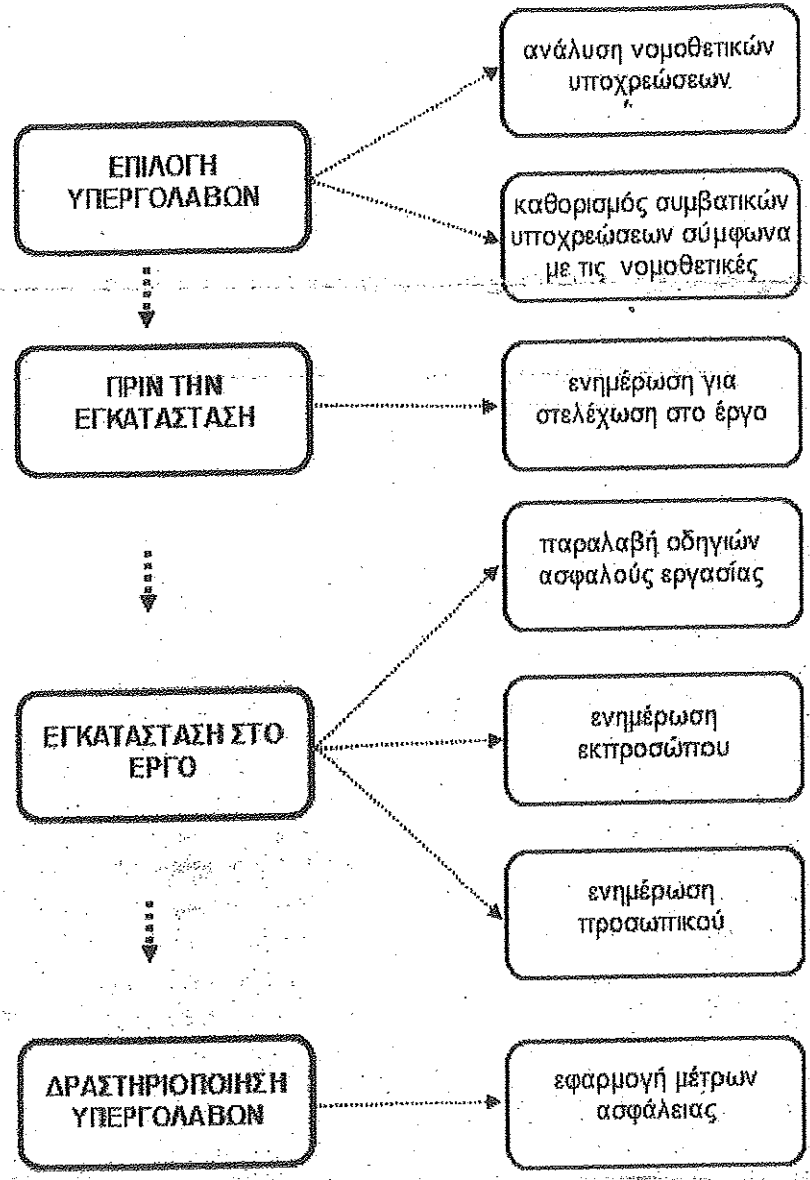 ανάλυση νομοθετικών
υποχρεώσεων.
ΕΠΙΛΟΓΗ
ΥΠΕΡΓΟΛΑΒΩΝ
καθορισμός συμβατικών
υποχρεώσεων σύμφωνα
με τις νομοθετικές
ΠΡΙΝ ΤΗΝ
ΕΓΚΑΤΑΣΤΑΣΗ
ενημέρωση για
στελέχωση στο έργο
παραλαβή οδηγιών
ασφαλούς εργασίας
ΕΓΚΑΤΑΣΤΑΣΗ ΣΤΟ
ΕΡΓΟ
ενημέρωση
εκπροσώπου
ενημέρωση
προσωπικού
ΔΡΑΣΤΗΡΙΟΠΟΙΗΣΗ
ΥΠΕΡΓΟΛΑΒΩΝ
εφαρμογή μέτρων
ασφάλειας